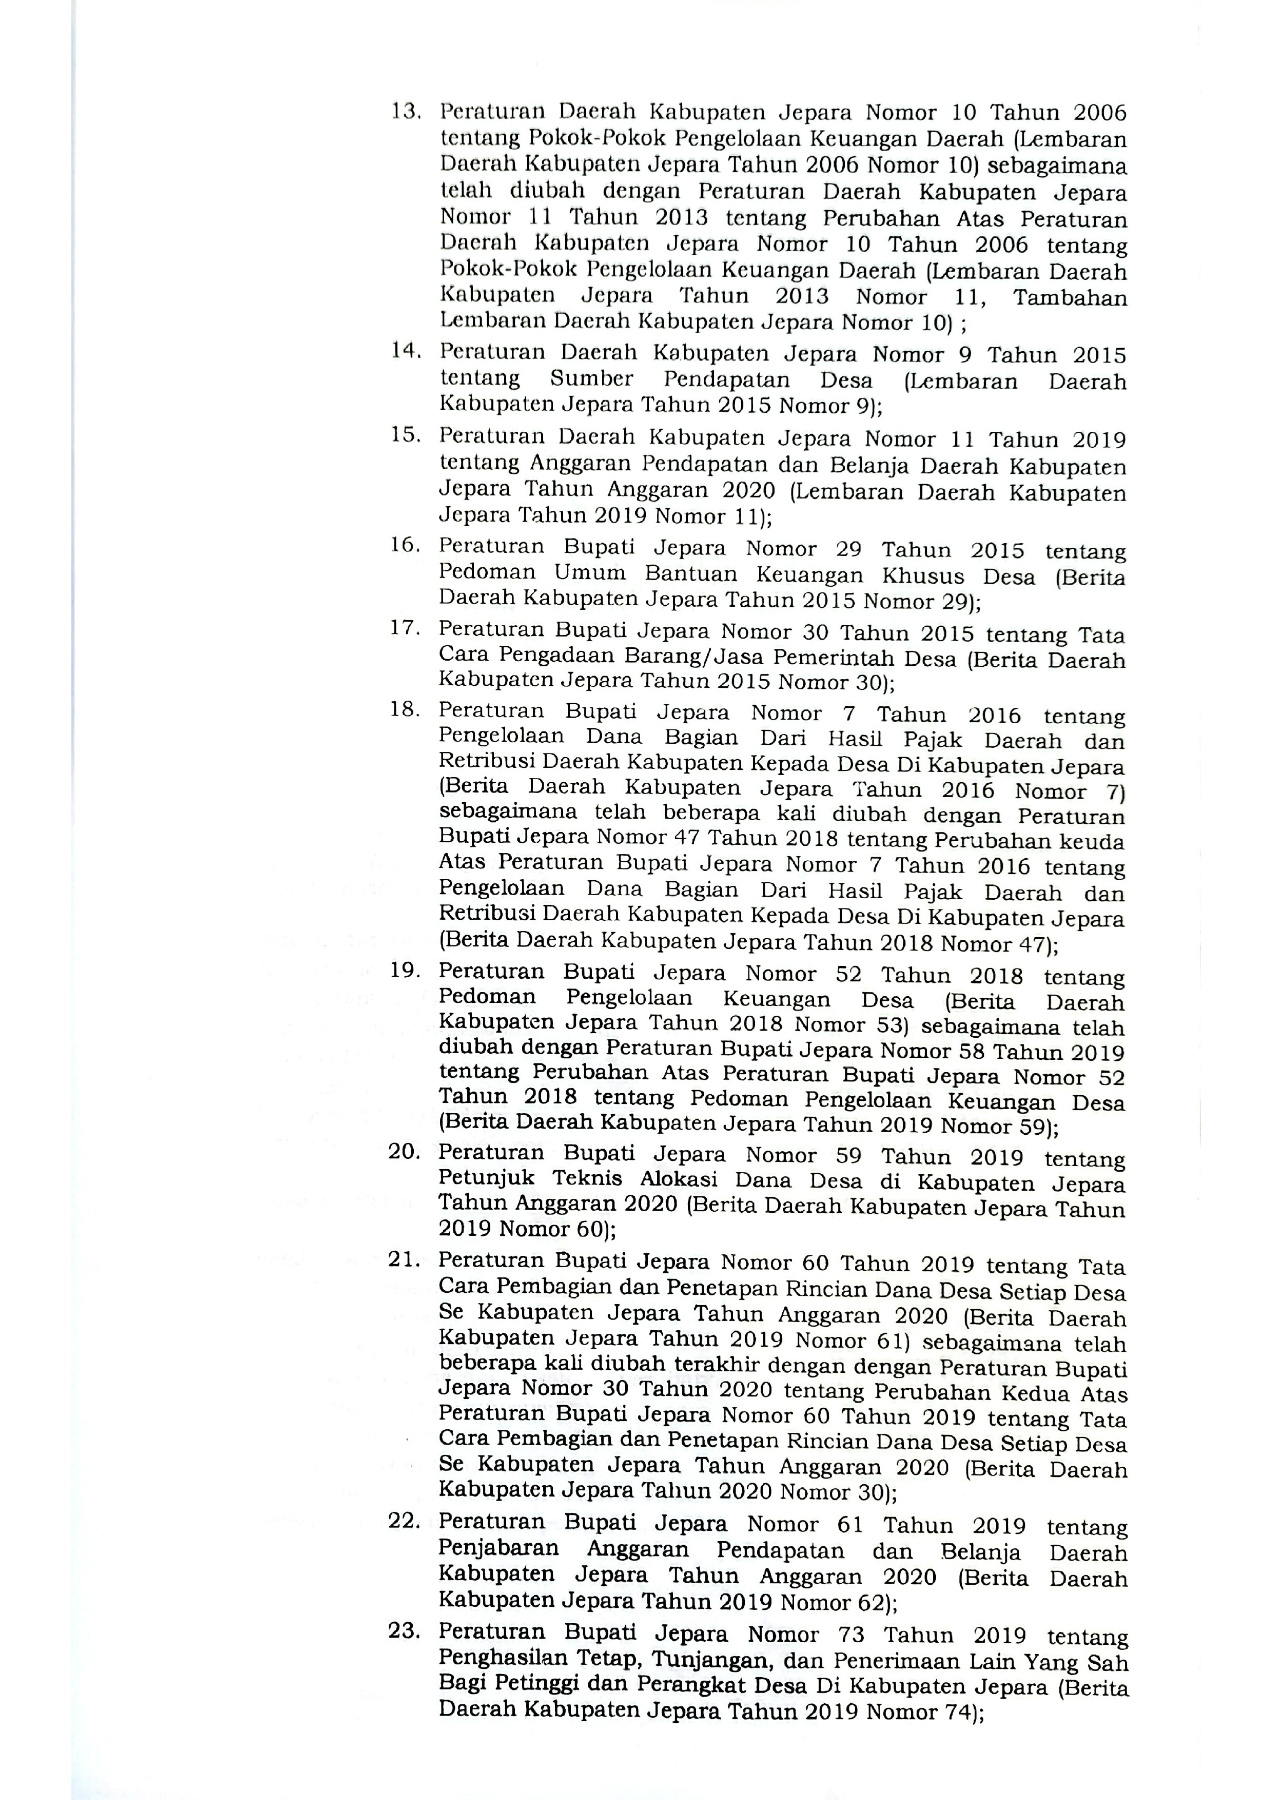 13. Peraturan Daerah Kabupaten Jepara Nomor 10 Tahun 2006
tentang Pokok-Pokok Pengelolaan Keuangan Daerah (Lembaran
Daerah Kabupaten Jepara Tahun 2006 Nomor 10) sebagaimana
telah diubah dengan Peraturan Daerah Kabupaten Jepara
Nomor 11 Tahun 2013 tentang Perubahan Atas Peraturan
Daerah Kabupaten Jepara Nomor 10 Tahun 2006 tentang
Pokok-Pokok Pengelolaan Keuangan Daerah (Lembaran Daerah
Kabupaten Jepara Tahun 2013 Nomor 11, Tambahan
Lembaran Daerah Kabupaten Jepara Nomor 10) ;
14. Peraturan Daerah Kabupaten Jepara Nomor 9 Tahun 2015
tentang Sumber Pendapatan Desa (Lembaran Daerah
Kabupaten Jepara Tahun 2015 Nomor 9);
15. Peraturan Daerah Kabupaten Jepara Nomor 11 Tahun 2019
tentang Anggaran Pendapatan dan Belanja Daerah Kabupaten
Jepara Tahun Anggaran 2020 (Lembaran Daerah Kabupaten
Jepara Tahun 2019 Nomor 11);
16. Peraturan Bupati Jepara Nomor 29 Tahun 2015 tentang
Pedoman Umum Bantuan Keuangan Khusus Desa (Berita
Daerah Kabupaten Jepara Tahun 2015 Nomor 29);
17. Peraturan Bupati Jepara Nomor 30 Tahun 2015 tentang Tata
Cara Pengadaan Barang/Jasa Pemerintah Desa (Berita Daerah
Kabupaten Jepara Tahun 2015 Nomor 30);
18. Peraturan Bupati Jepara Nomor 7 Tahun 2016 tentang
Pengelolaan Dana Bagian Dari Hasil Pajak Daerah dan
Retribusi Daerah Kabupaten Kepada Desa Di Kabupaten Jepara
(Berita Daerah Kabupaten Jepara Tahun 2016 Nomor 7)
sebagaimana telah beberapa kali diubah dengan Peraturan
Bupati Jepara Nomor 47 Tahun 2018 tentang Perubahan keuda
Atas Peraturan Bupati Jepara Nomor 7 Tahun 2016 tentang
Pengelolaan Dana Bagian Dari Hasil Pajak Daerah dan
Retribusi Daerah Kabupaten Kepada Desa Di Kabupaten Jepara
(Berita Daerah Kabupaten Jepara Tahun 2018 Nomor 47);
19. Peraturan Bupati Jepara Nomor 52 Tahun 2018 tentang
Pedoman Pengelolaan Keuangan Desa (Berita Daerah
Kabupaten Jepara Tahun 2018 Nomor 53) sebagaimana telah
diubah dengan Peraturan Bupati Jepara Nomor 58 Tahun 2019
tentang Perubahan Atas Peraturan Bupati Jepara Nomor 52
Tahun 2018 tentang Pedoman Pengelolaan Keuangan Desa
(Berita Daerah Kabupaten Jepara Tahun 2019 Nomor 59);
20. Peraturan Bupati Jepara Nomor 59 Tahun 2019 tentang
Petunjuk Teknis Alokasi Dana Desa di Kabupaten Jepara
Tahun Anggaran 2020 (Berita Daerah Kabupaten Jepara Tahun
2019 Nomor 60);
21. Peraturan Bupati Jepara Nomor 60 Tahun 2019 tentang Tata
Cara Pembagian dan Penetapan Rincian Dana Desa Setiap Desa
Se Kabupaten Jepara Tahun Anggaran 2020 (Berita Daerah
Kabupaten Jepara Tahun 2019 Nomor 61) sebagaimana telah
beberapa kali diubah terakhir dengan dengan Peraturan Bupati
Jepara Nomor 30 Tahun 2020 tentang Perubahan Kedua Atas
Peraturan Bupati Jepara Nomor 60 Tahun 2019 tentang Tata
Cara Pembagian dan Penetapan Rincian Dana Desa Setiap Desa
Se Kabupaten Jepara Tahun Anggaran 2020 (Berita Daerah
Kabupaten Jepara Tahun 2020 Nomor 30);
22. Peraturan Bupati Jepara Nomor 61 Tahun 2019 tentang
Penjabaran Anggaran Pendapatan dan Belanja Daerah
Kabupaten Jepara Tahun Anggaran 2020 (Berita Daerah
Kabupaten Jepara Tahun 2019 Nomor 62);
23. Peraturan Bupati Jepara Nomor 73 Tahun 2019 tentang
Penghasilan Tetap, Tunjangan, dan Penerimaan Lain Yang Sah
Bagi Petinggi dan Perangkat Desa Di Kabupaten Jepara (Berita
Daerah Kabupaten Jepara Tahun 2019 Nomor 74);